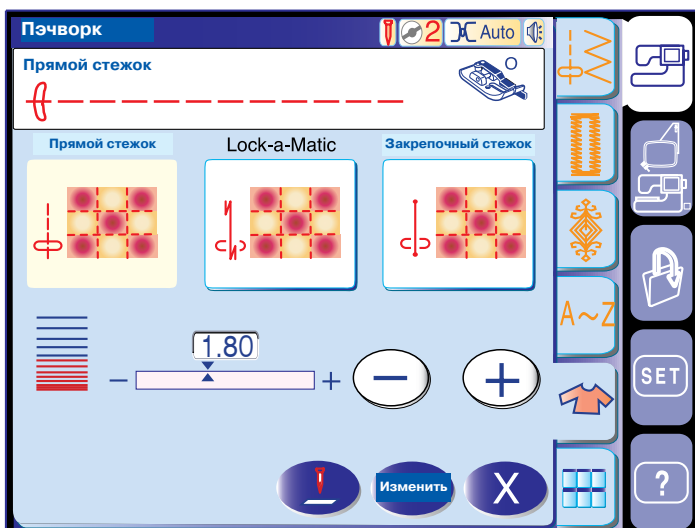 Пэчворк
2 Auto
Прямой стежок
O
Прямой стежок
Lock-a-Matic
Закрепочный стежок
A~Z
1.80
− +
− +
SET
Изменить X
?